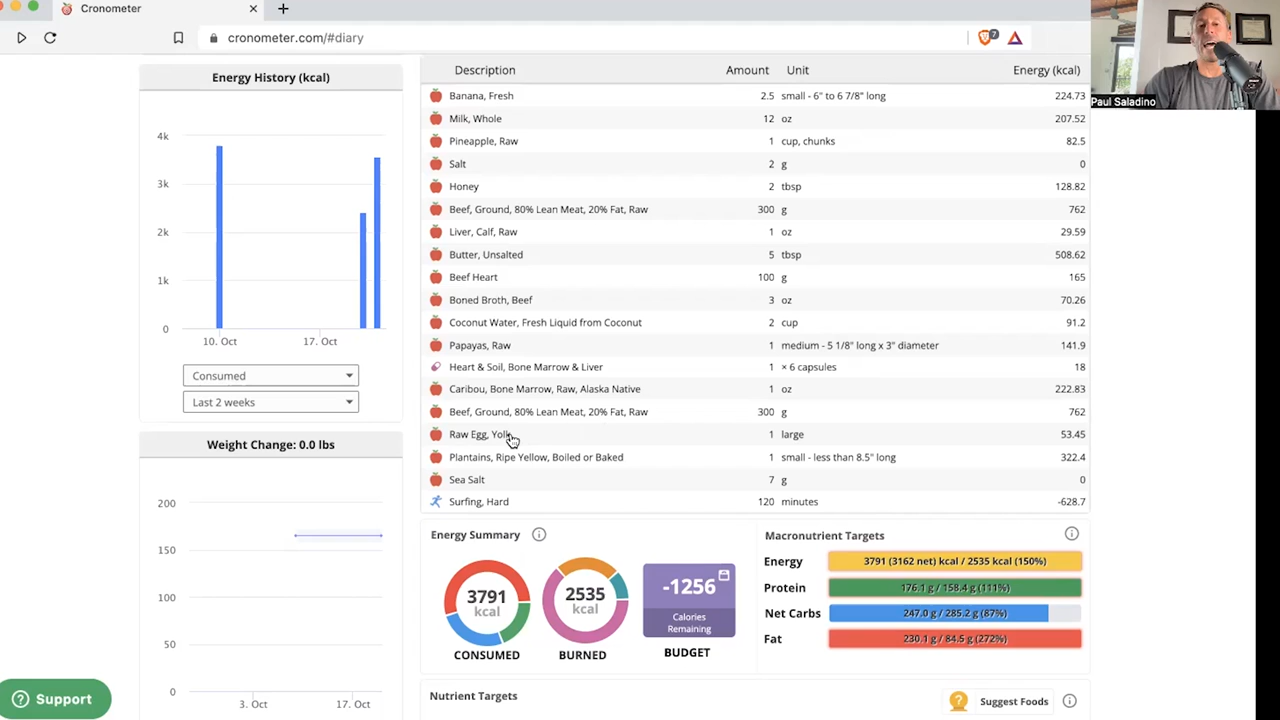 Cronometer
cronometer.com/#diary
7
Paul Saladino
Energy History (kcal)
4k
3k
2k
1k
0
10. Oct
17. Oct
Consumed
Last 2 weeks
Weight Change: 0.0 lbs
200
150
100
50
0
3. Oct
17. Oct
Support
Description Amount Unit Energy (kcal)
Banana, Fresh 2.5 small - 6" to 6 7/8" long 224.73
Milk, Whole 12 oz 207.52
Pineapple, Raw 1 cup, chunks 82.5
Salt 2 g 0
Honey 2 tbsp 128.82
Beef, Ground, 80% Lean Meat, 20% Fat, Raw 300 g 762
Liver, Calf, Raw 1 oz 29.59
Butter, Unsalted 5 tbsp 508.62
Beef Heart 100 g 165
Boned Broth, Beef 3 oz 70.26
Coconut Water, Fresh Liquid from Coconut 2 cup 91.2
Papayas, Raw 1 medium - 5 1/8" long x 3" diameter 141.9
Heart & Soil, Bone Marrow & Liver 1 × 6 capsules 18
Caribou, Bone Marrow, Raw, Alaska Native 1 oz 222.83
Beef, Ground, 80% Lean Meat, 20% Fat, Raw 300 g 762
Raw Egg, Yolk 1 large 53.45
Plantains, Ripe Yellow, Boiled or Baked 1 small - less than 8.5" long 322.4
Sea Salt 7 g 0
Surfing, Hard 120 minutes -628.7
Energy Summary
3791
kcal
CONSUMED
2535
kcal
BURNED
-1256
Calories
Remaining
BUDGET
Macronutrient Targets
Energy 3791 (3162 net) kcal / 2535 kcal (150%)
Protein 176.1 g / 158.4 g (111%)
Net Carbs 247.0 g / 285.2 g (87%)
Fat 230.1 g / 84.5 g (272%)
Nutrient Targets
Suggest Foods